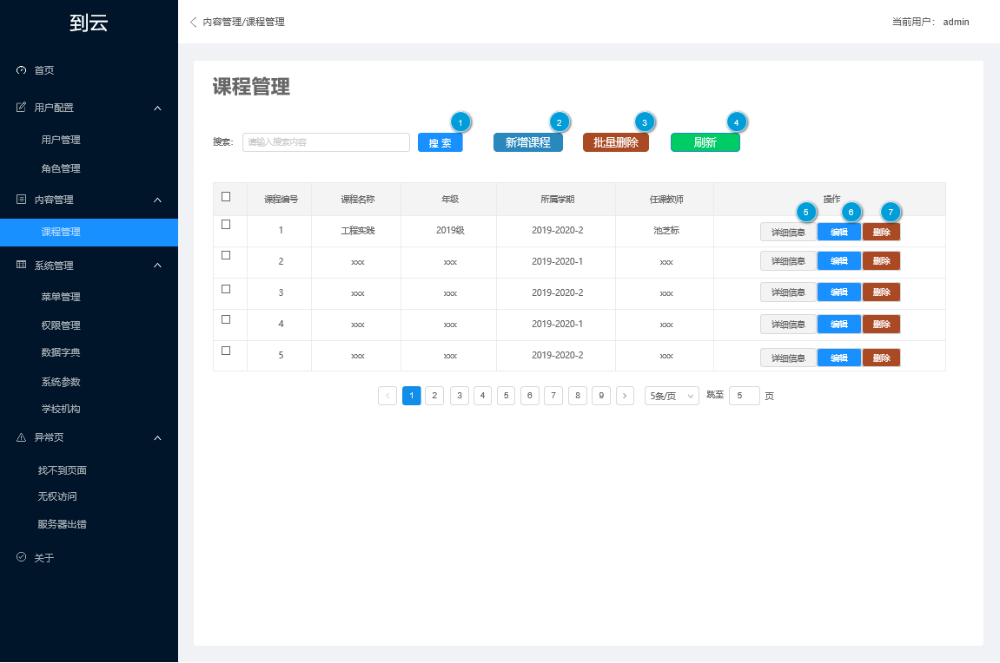 到云
内容管理/课程管理
当前用户： admin
首页
用户配置
用户管理
角色管理
内容管理
课程管理
系统管理
菜单管理
权限管理
数据字典
系统参数
学校机构
异常页
找不到页面
无权访问
服务器出错
关于
课程管理
1 2 3 4
搜索: 请输入搜索内容 搜 索 新增课程 批量删除 刷新
课程编号 课程名称 年级 所属学期 任课教师 操作
5 6 7
1 工程实践 2019级 2019-2020-2 池芝标 详细信息 编辑 删除
2 xxx xxx 2019-2020-1 xxx 详细信息 编辑 删除
3 xxx xxx 2019-2020-2 xxx 详细信息 编辑 删除
4 xxx xxx 2019-2020-1 xxx 详细信息 编辑 删除
5 xxx xxx 2019-2020-2 xxx 详细信息 编辑 删除
1 2 3 4 5 6 7 8 9 5条/页 跳至 5 页